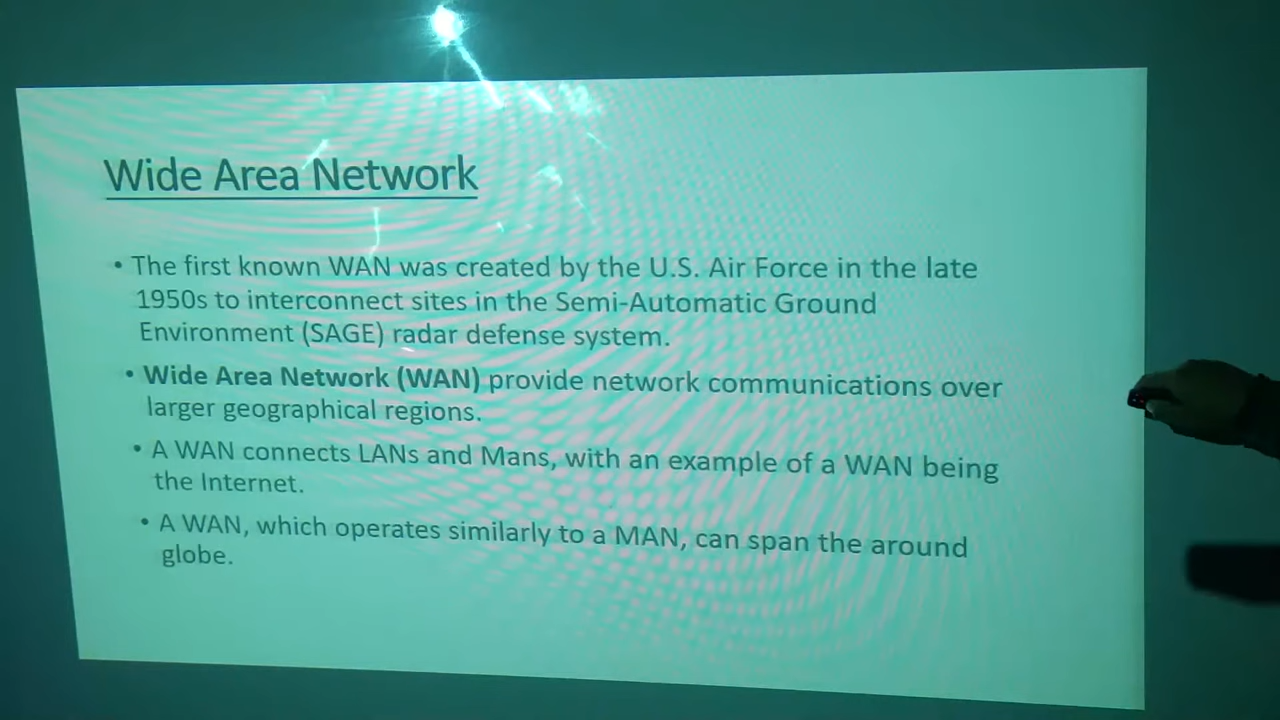 Wide Area Network
• The first known WAN was created by the U.S. Air Force in the late
1950s to interconnect sites in the Semi-Automatic Ground
Environment (SAGE) radar defense system.
• Wide Area Network (WAN) provide network communications over
larger geographical regions.
• A WAN connects LANs and Mans, with an example of a WAN being
the Internet.
• A WAN, which operates similarly to a MAN, can span the around
globe.